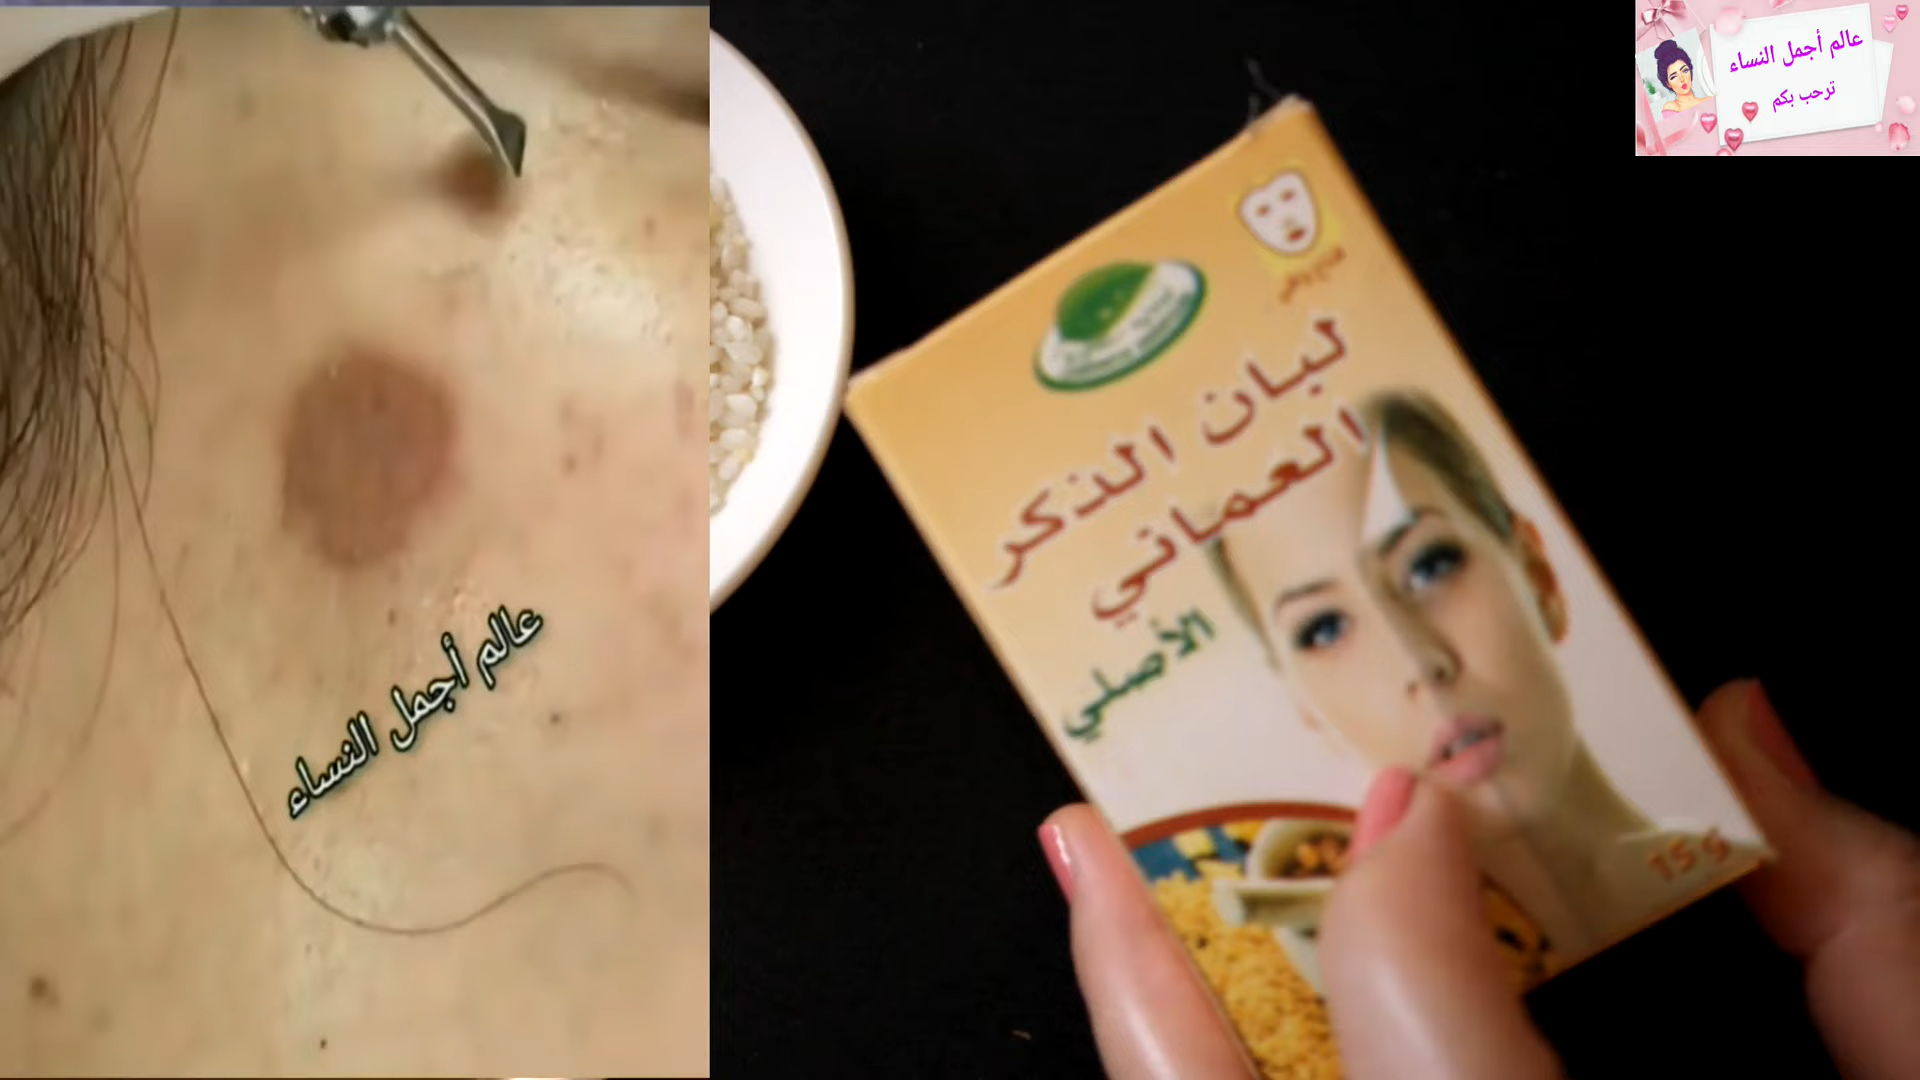 عالم أجمل النساء
ترحب بكم
لبان الذكر
العماني
الأصلي
15 g
عالم أجمل النساء